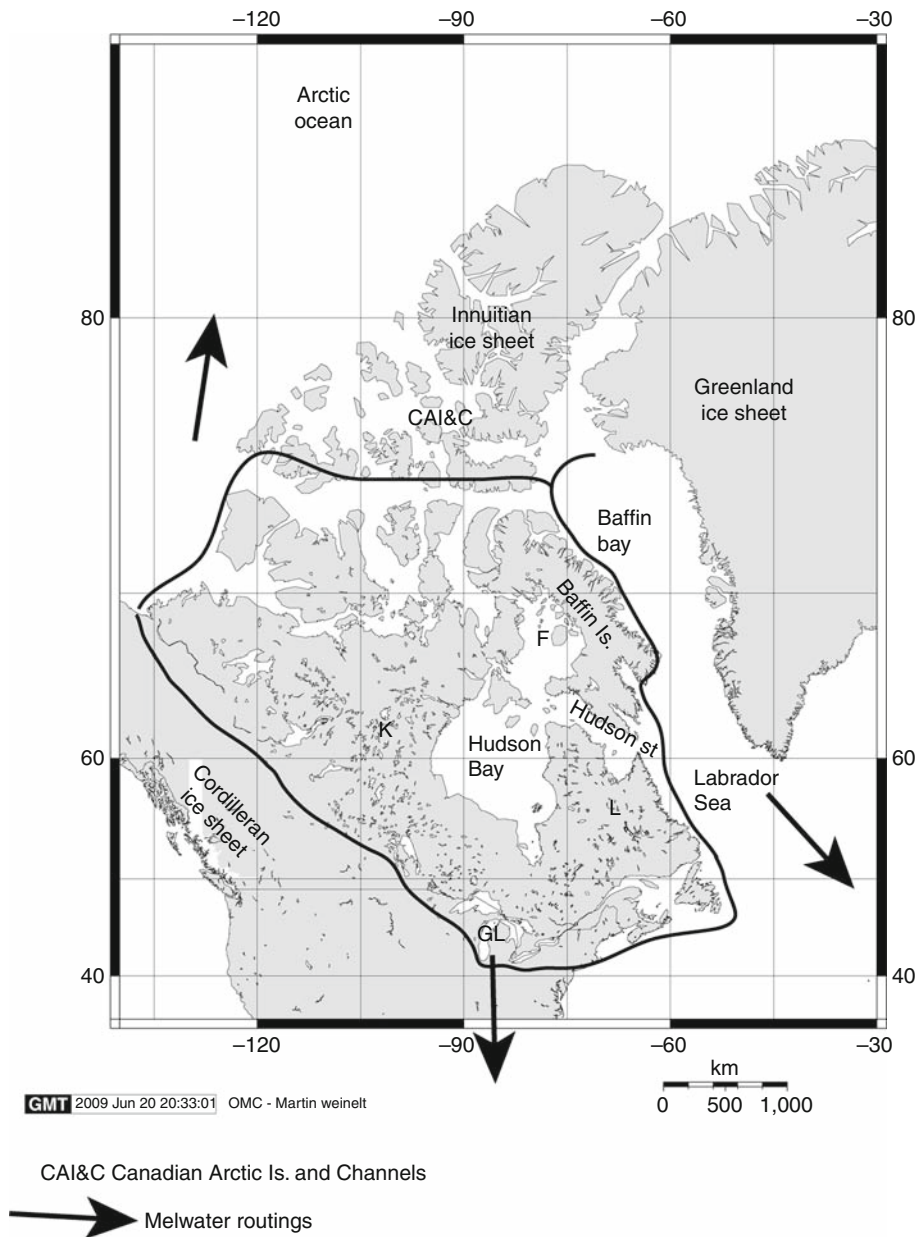 –120 –90 –60 –30
Arctic
ocean
80 80
Innuitian
ice sheet
Greenland
ice sheet
CAI&C
Baffin
bay
Baffin Is.
F
K
Hudson
Bay
Hudson st
60 60
Labrador
Sea
Cordilleran
ice sheet
L
GL
40 40
–120 –90 –60 –30
km
0 500 1,000
GMT 2009 Jun 20 20:33:01 OMC - Martin weinelt
CAI&C Canadian Arctic Is. and Channels
Melwater routings